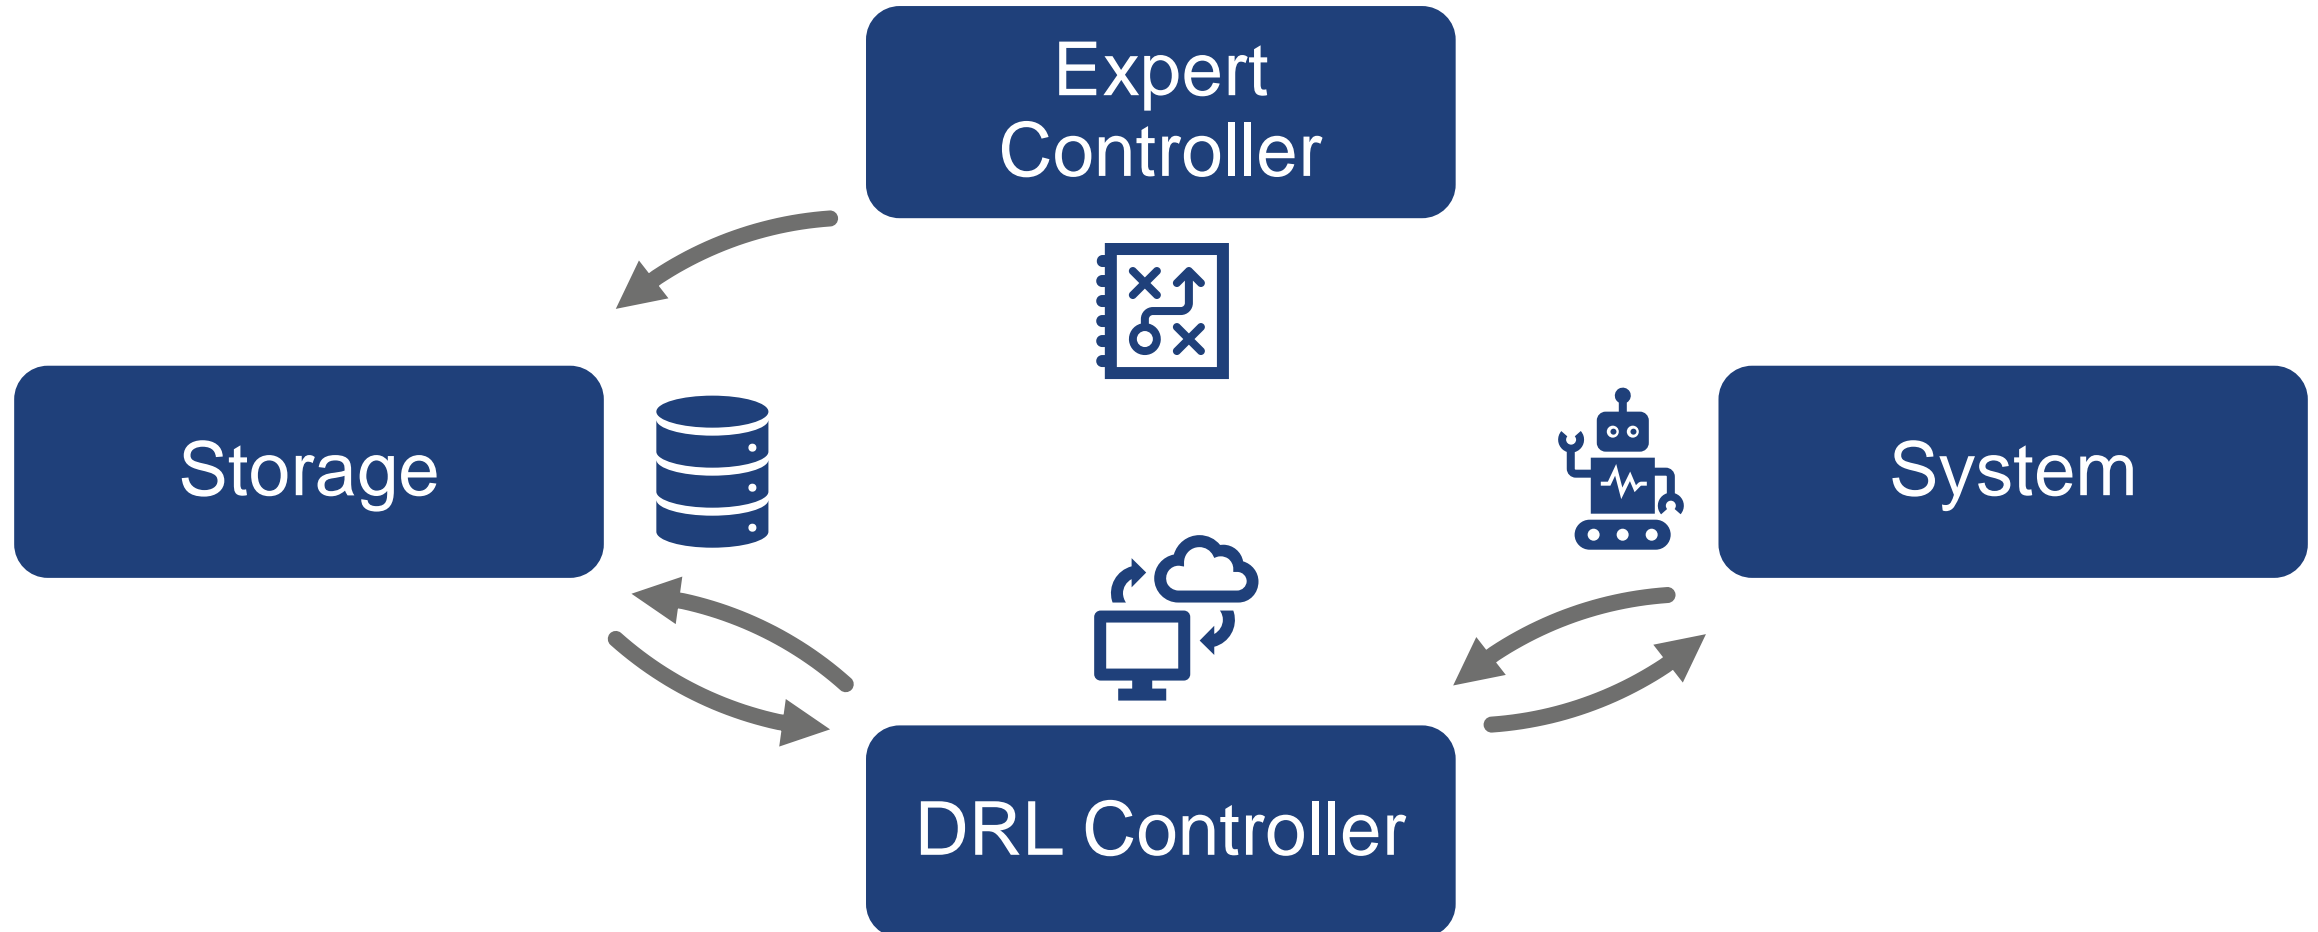 Expert
Controller
Storage
System
DRL Controller